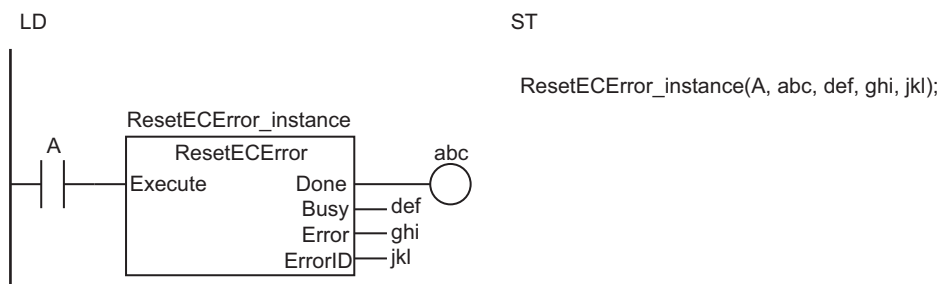 LD
ST
ResetECError_instance(A, abc, def, ghi, jkl);
ResetECError_instance
A
ResetECError
abc
Execute
Done
Busy
def
Error
ghi
ErrorID
jkl